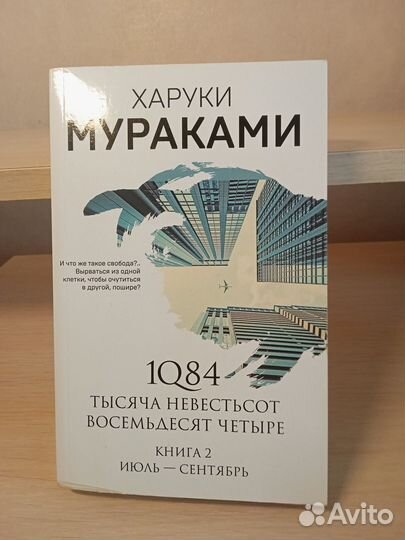 ХАРУКИ
МУРАКАМИ
И что же такое свобода?..
Вырваться из одной
клетки, чтобы очутиться
в другой, пошире?
1Q84
ТЫСЯЧА НЕВЕСТЬСОТ
ВОСЕМЬДЕСЯТ ЧЕТЫРЕ
КНИГА 2
ИЮЛЬ — СЕНТЯБРЬ
Avito